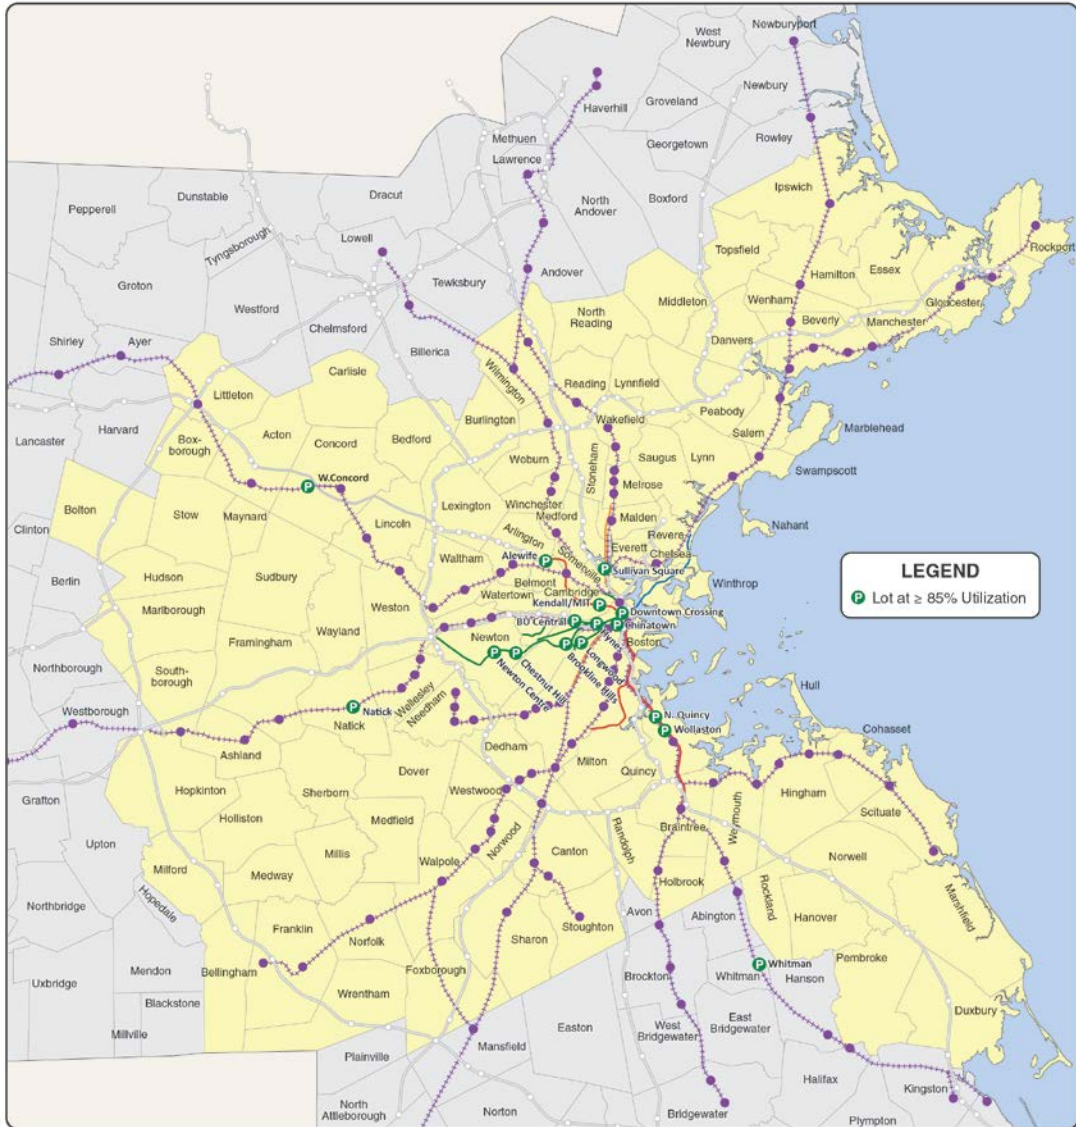 West
Newbury
Newburyport
Newbury
Haverhill
Groveland
Rowley
Methuen
Georgetown
Lawrence
Ipswich
Dunstable
Dracut
North
Andover
Boxford
Pepperell
Lowell
Topsfield
Rockport
Tyngsborough
Andover
Hamilton
Essex
Groton
Tewksbury
Middleton
Wenham
Gloucester
Westford
North
Reading
Beverly
Manchester
Chelmsford
Danvers
Shirley
Ayer
Billerica
Wilmington
Carlisle
Reading
Lynnfield
Littleton
Burlington
Peabody
Wakefield
Lancaster
Harvard
Box-
borough
Acton
Concord
Bedford
Salem
Marblehead
Woburn
Stoneham
Saugus
Lynn
Swampscott
W.Concord
Melrose
Bolton
Stow
Maynard
Lexington
Winchester
Medford
Malden
Clinton
Lincoln
Arlington
Revere
Nahant
Everett
Somerville
Chelsea
Hudson
Sudbury
Waltham
Alewife
Belmont
Sullivan Square
LEGEND
P Lot at ≥ 85% Utilization
Berlin
Winthrop
Watertown
Cambridge
Marlborough
Weston
Kendall/MIT
Downtown Crossing
BU Central
Chinatown
Wayland
Framingham
Newton
Hynes
Boston
Northborough
South-
borough
Longwood
Brookline Hills
Chestnut Hill
Newton Centre
Wellesley
Needham
Hull
Westborough
Natick
Natick
N. Quincy
Wollaston
Cohasset
Ashland
Dedham
Dover
Milton
Quincy
Grafton
Hopkinton
Sherborn
Westwood
Hingham
Holliston
Medfield
Norwood
Randolph
Weymouth
Scituate
Upton
Braintree
Millis
Canton
Norwell
Milford
Medway
Walpole
Holbrook
Rockland
Hopedale
Avon
Northbridge
Abington
Marshfield
Franklin
Norfolk
Stoughton
Hanover
Sharon
Mendon
Bellingham
Foxborough
Whitman
Pembroke
Uxbridge
Brockton
Whitman
Hanson
Blackstone
Wrentham
Duxbury
Millville
Easton
West
Bridgewater
East
Bridgewater
Mansfield
Plainville
Halifax
Kingston
North
Attleborough
Norton
Bridgewater
Plympton